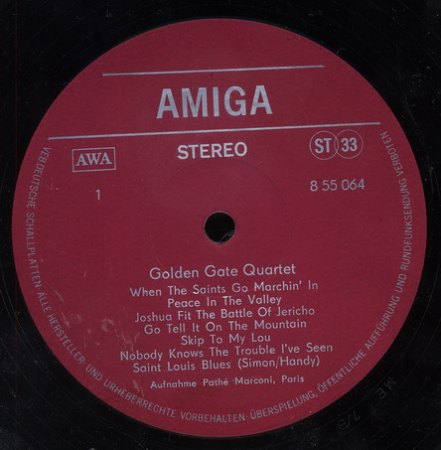 AMIGA
AWA
STEREO
ST 33
1
8 55 064
Golden Gate Quartet
When The Saints Go Marchin' In
Peace In The Valley
Joshua Fit The Battle Of Jericho
Go Tell It On The Mountain
Skip To My Lou
Nobody Knows The Trouble I've Seen
Saint Louis Blues (Simon/Handy)
Aufnahme Pathé Marconi, Paris
VEB DEUTSCHE SCHALLPLATTEN ALLE HERSTELLER- UND URHEBERRECHTE VORBEHALTEN: ÜBERSPIELUNG, ÖFFENTLICHE AUFFÜHRUNG UND RUNDFUNKSENDUNG VERBOTEN